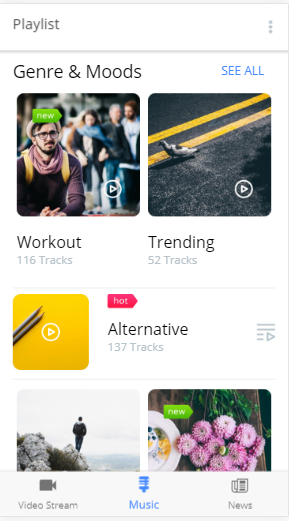 Playlist
Genre & Moods
SEE ALL
new
Workout
116 Tracks
Trending
52 Tracks
hot
Alternative
137 Tracks
new
Video Stream
Music
News